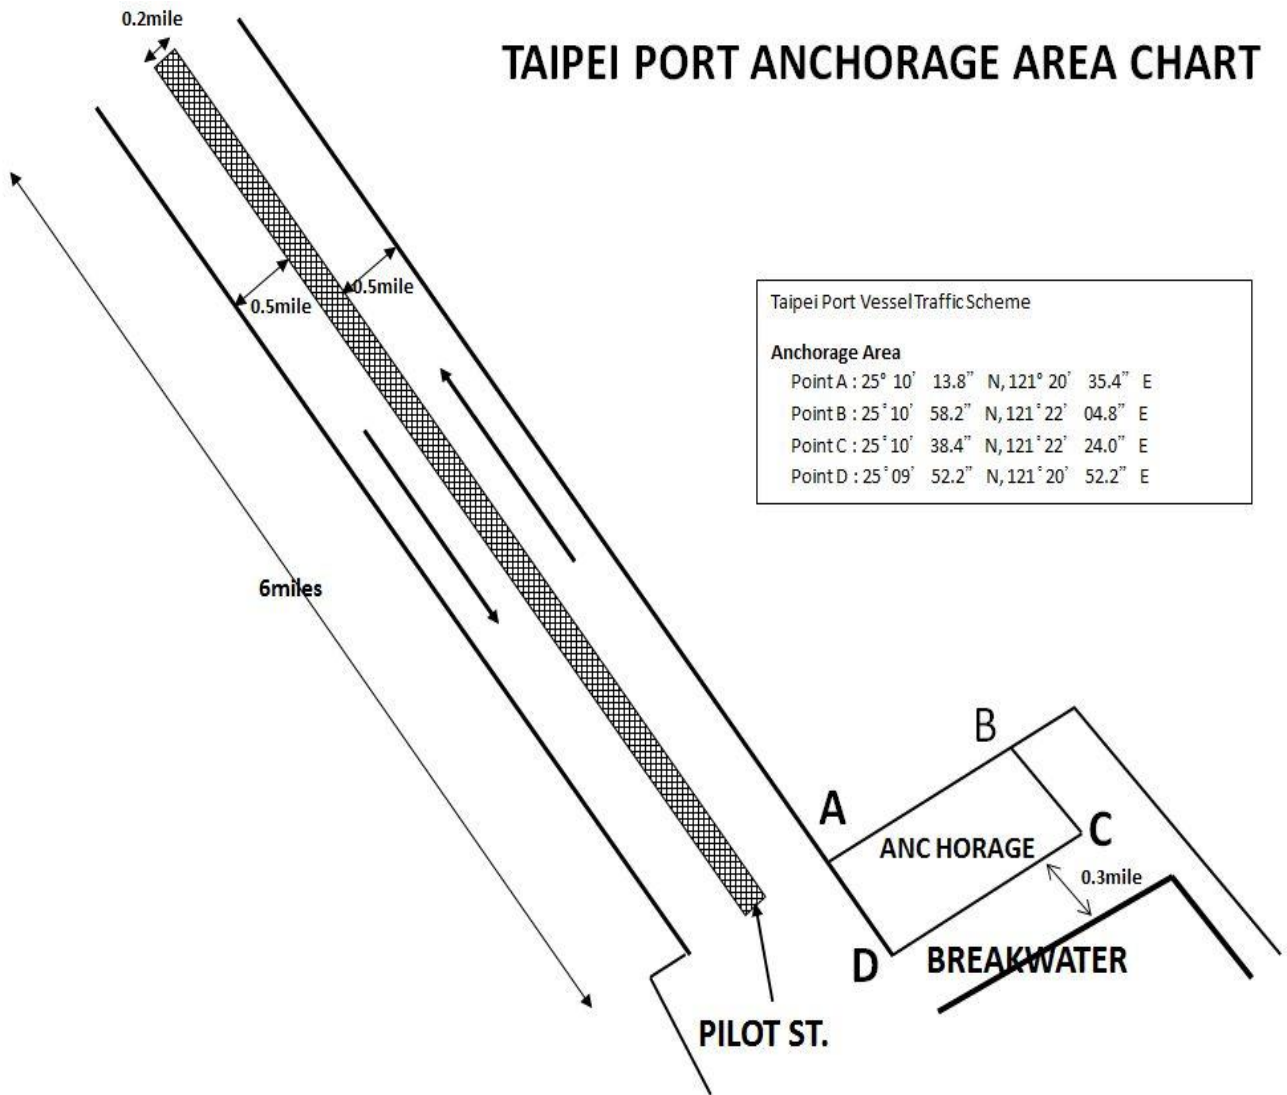 0.2mile
TAIPEI PORT ANCHORAGE AREA CHART
0.5mile
0.5mile
Taipei Port Vessel Traffic Scheme
Anchorage Area
Point A : 25° 10' 13.8" N, 121° 20' 35.4" E
Point B : 25° 10' 58.2" N, 121° 22' 04.8" E
Point C : 25° 10' 38.4" N, 121° 22' 24.0" E
Point D : 25° 09' 52.2" N, 121° 20' 52.2" E
6miles
B
A
C
ANC HORAGE
0.3mile
D
BREAKWATER
PILOT ST.